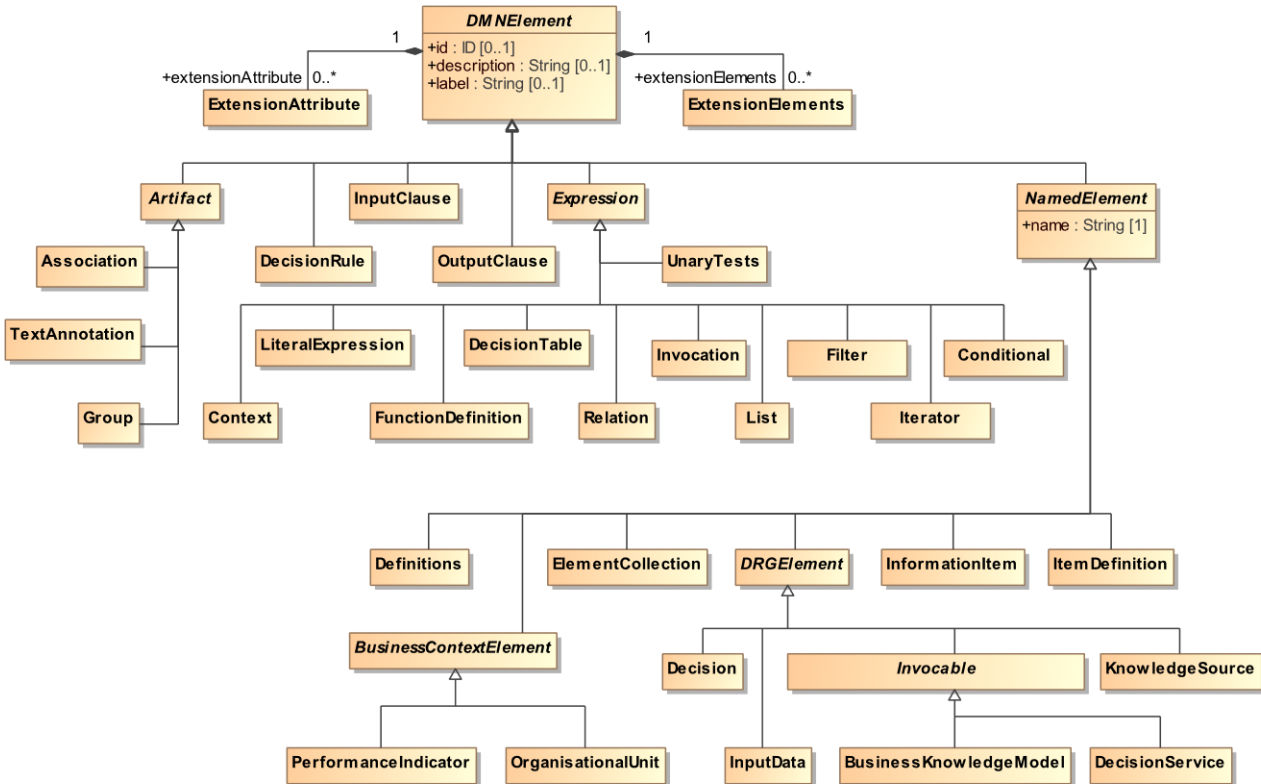 DMNElement
+id : ID [0..1]
+description : String [0..1]
+label : String [0..1]
1
1
+extensionAttribute 0..*
+extensionElements 0..*
ExtensionAttribute
ExtensionElements
Artifact
InputClause
Expression
NamedElement
+name : String [1]
Association
DecisionRule
OutputClause
UnaryTests
TextAnnotation
LiteralExpression
DecisionTable
Invocation
Filter
Conditional
Group
Context
FunctionDefinition
Relation
List
Iterator
Definitions
ElementCollection
DRGElement
InformationItem
ItemDefinition
BusinessContextElement
Decision
Invocable
KnowledgeSource
PerformanceIndicator
OrganisationalUnit
InputData
BusinessKnowledgeModel
DecisionService